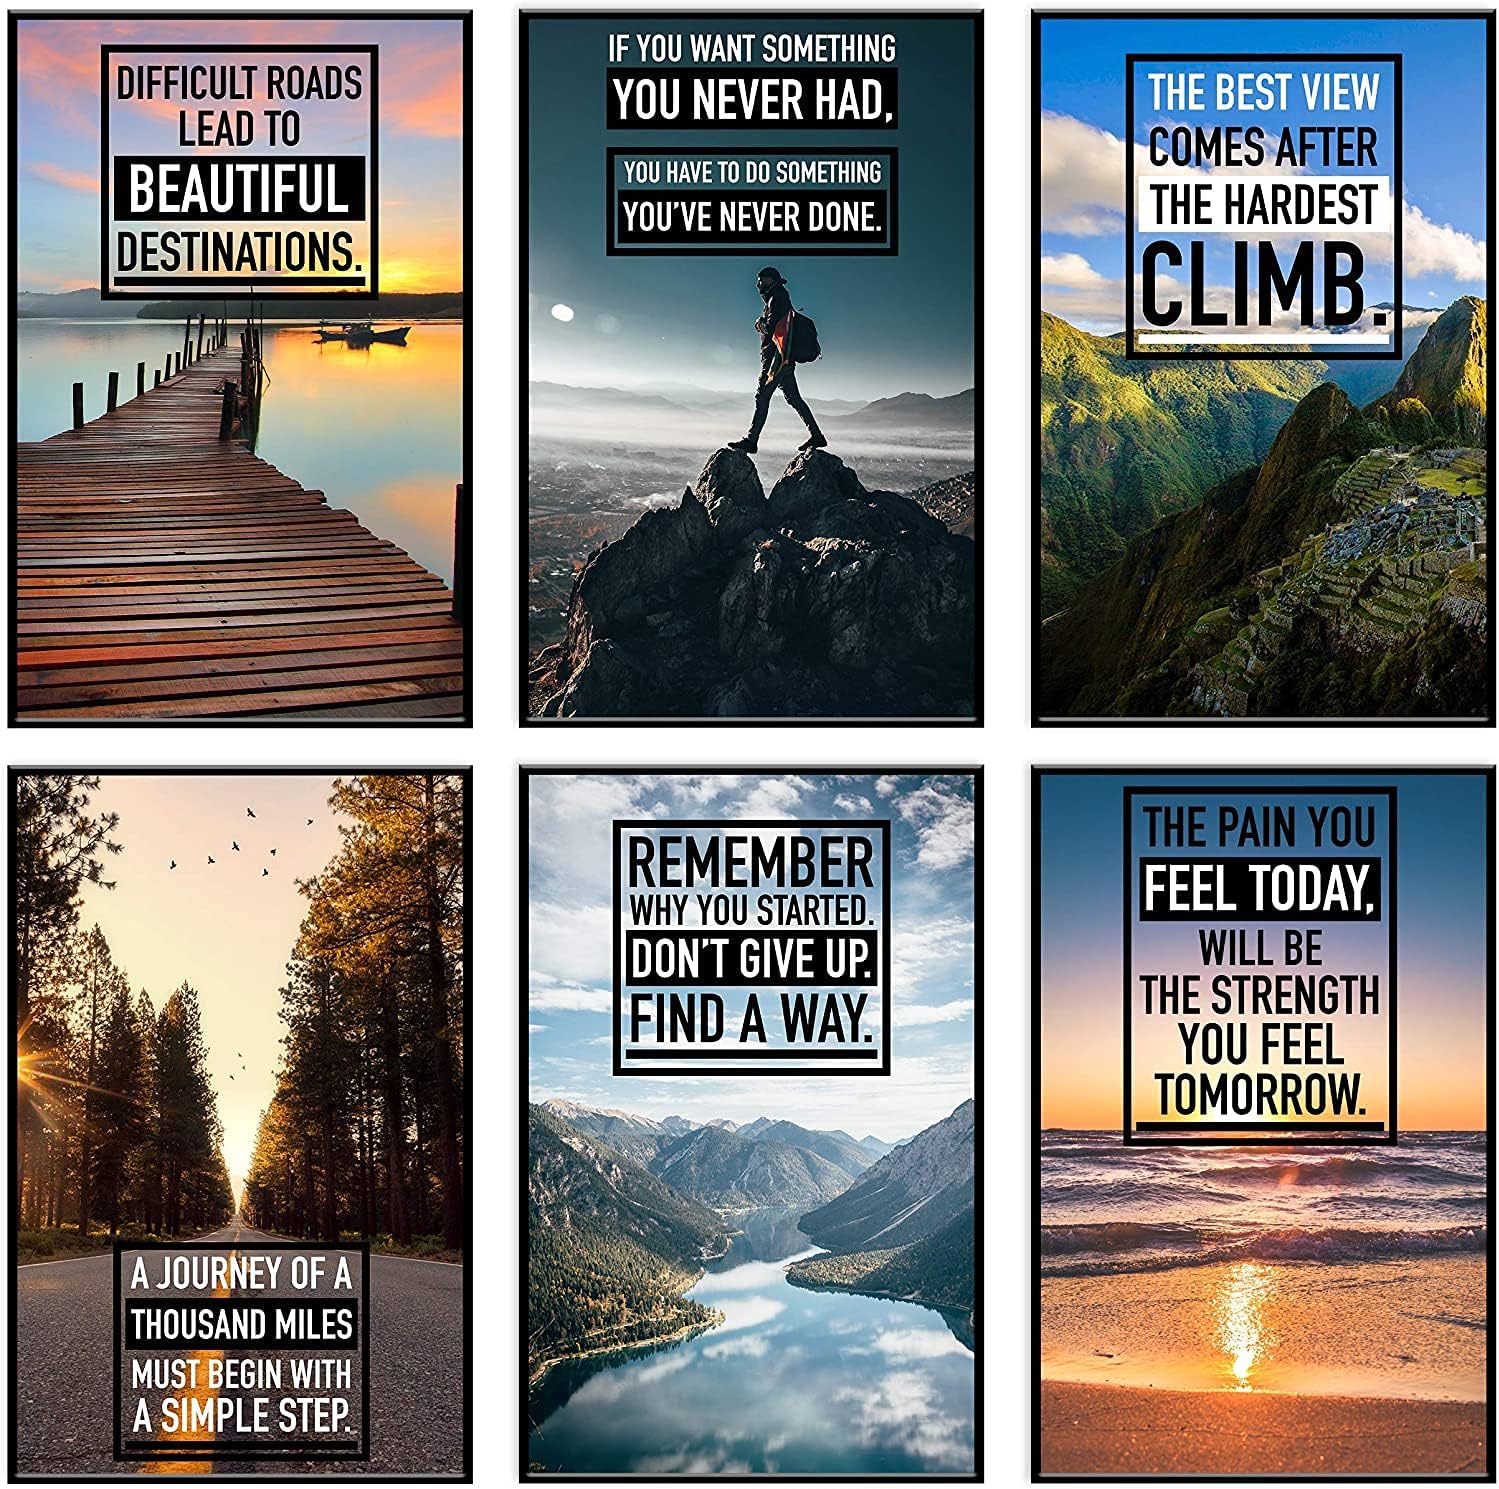 DIFFICULT ROADS
LEAD TO
BEAUTIFUL
DESTINATIONS.
IF YOU WANT SOMETHING
YOU NEVER HAD,
YOU HAVE TO DO SOMETHING
YOU'VE NEVER DONE.
THE BEST VIEW
COMES AFTER
THE HARDEST
CLIMB.
A JOURNEY OF A
THOUSAND MILES
MUST BEGIN WITH
A SIMPLE STEP.
REMEMBER
WHY YOU STARTED.
DON'T GIVE UP.
FIND A WAY.
THE PAIN YOU
FEEL TODAY,
WILL BE
THE STRENGTH
YOU FEEL
TOMORROW.